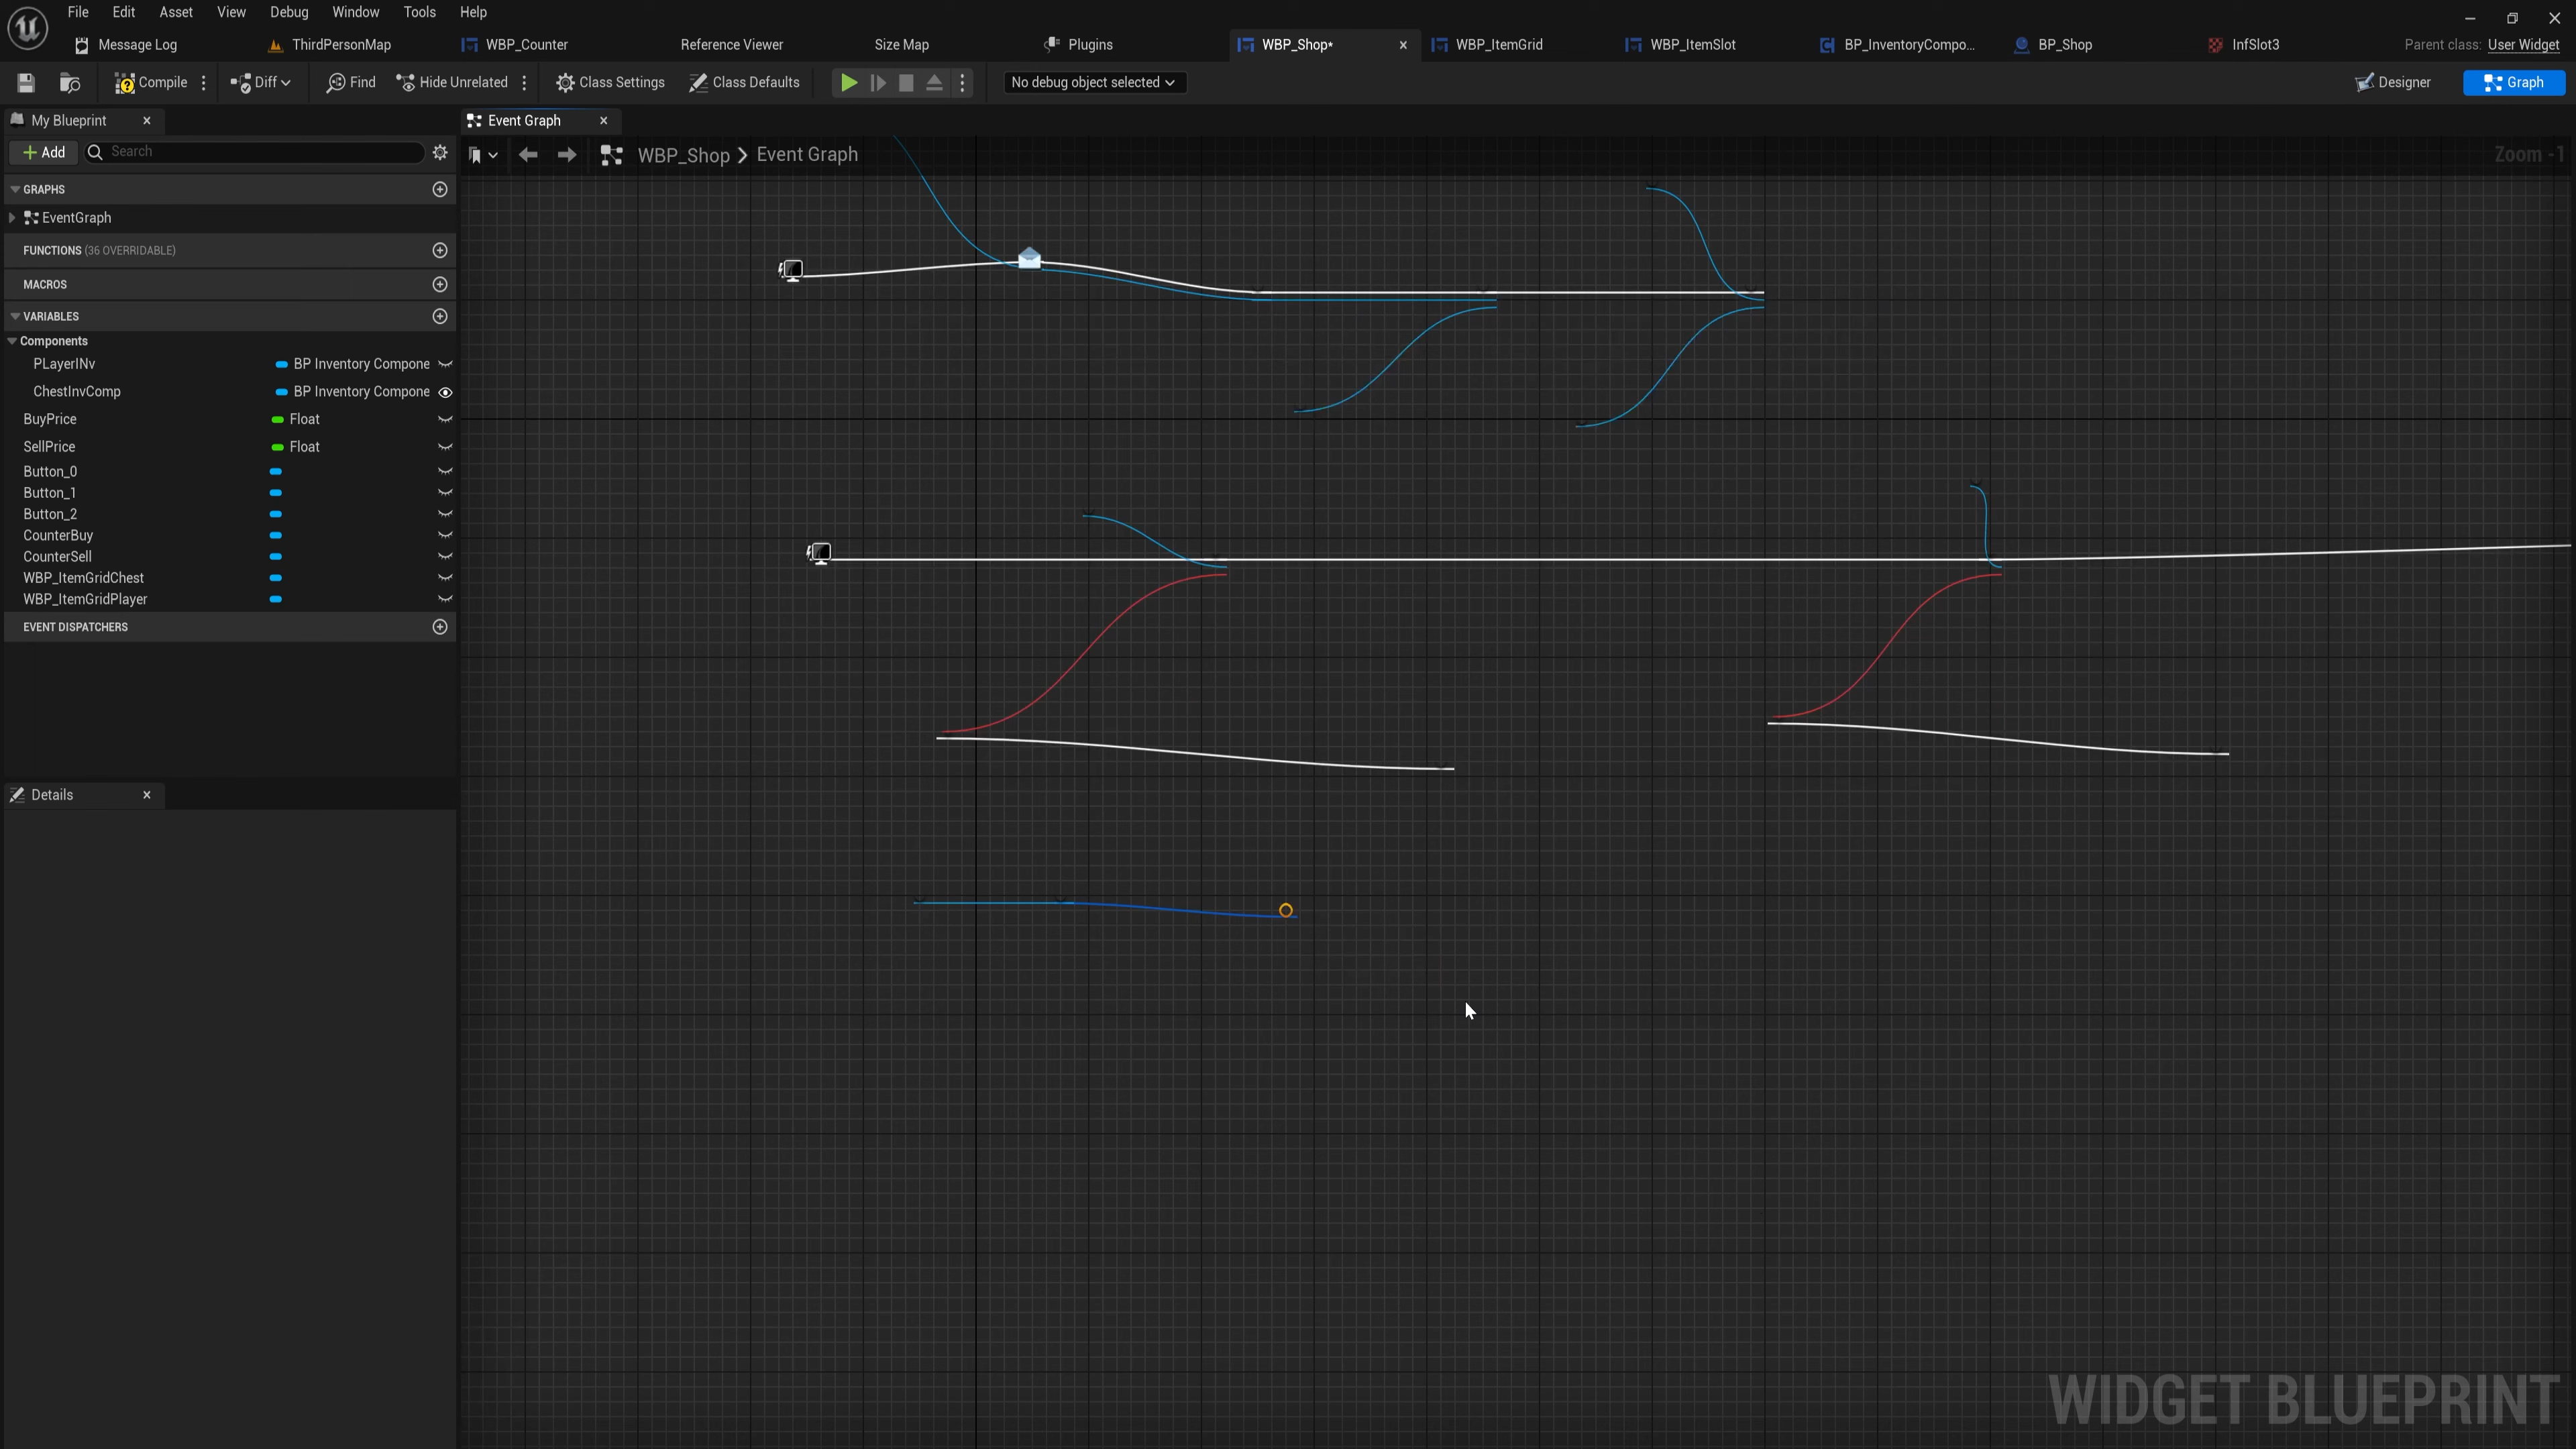 File Edit Asset View Debug Window Tools Help
Message Log ThirdPersonMap WBP_Counter Reference Viewer Size Map Plugins WBP_Shop* WBP_ItemGrid WBP_ItemSlot BP_InventoryCompo... BP_Shop InfSlot3 Parent class: User Widget
Compile Diff Find Hide Unrelated Class Settings Class Defaults No debug object selected Designer Graph
My Blueprint Event Graph
Add Search WBP_Shop > Event Graph Zoom -1
GRAPHS
EventGraph
FUNCTIONS (36 OVERRIDABLE)
MACROS
VARIABLES
Components
PLayerINv BP Inventory Compone
ChestInvComp BP Inventory Compone
BuyPrice Float
SellPrice Float
Button_0
Button_1
Button_2
CounterBuy
CounterSell
WBP_ItemGridChest
WBP_ItemGridPlayer
EVENT DISPATCHERS
Details
WIDGET BLUEPRINT